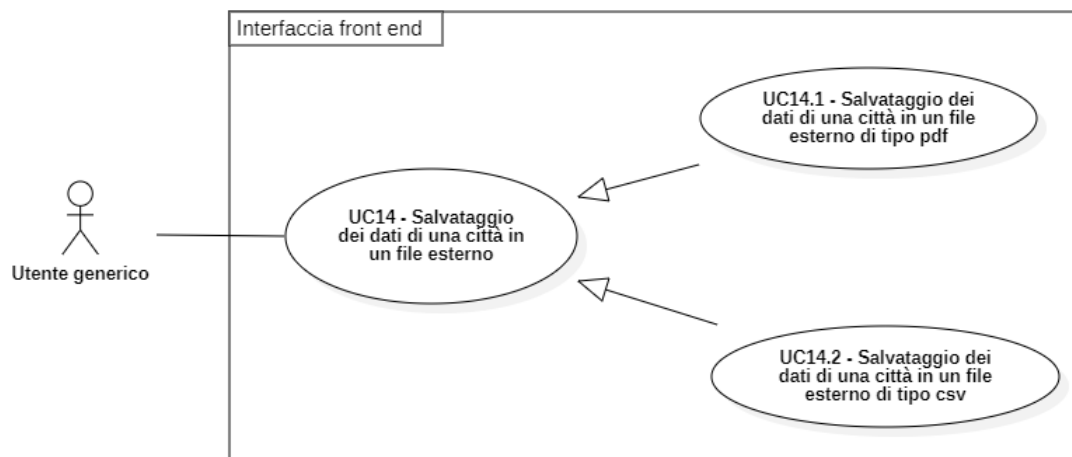 Interfaccia front end
UC14.1 - Salvataggio dei
dati di una città in un file
esterno di tipo pdf
UC14 - Salvataggio
dei dati di una città in
un file esterno
Utente generico
UC14.2 - Salvataggio dei
dati di una città in un file
esterno di tipo csv